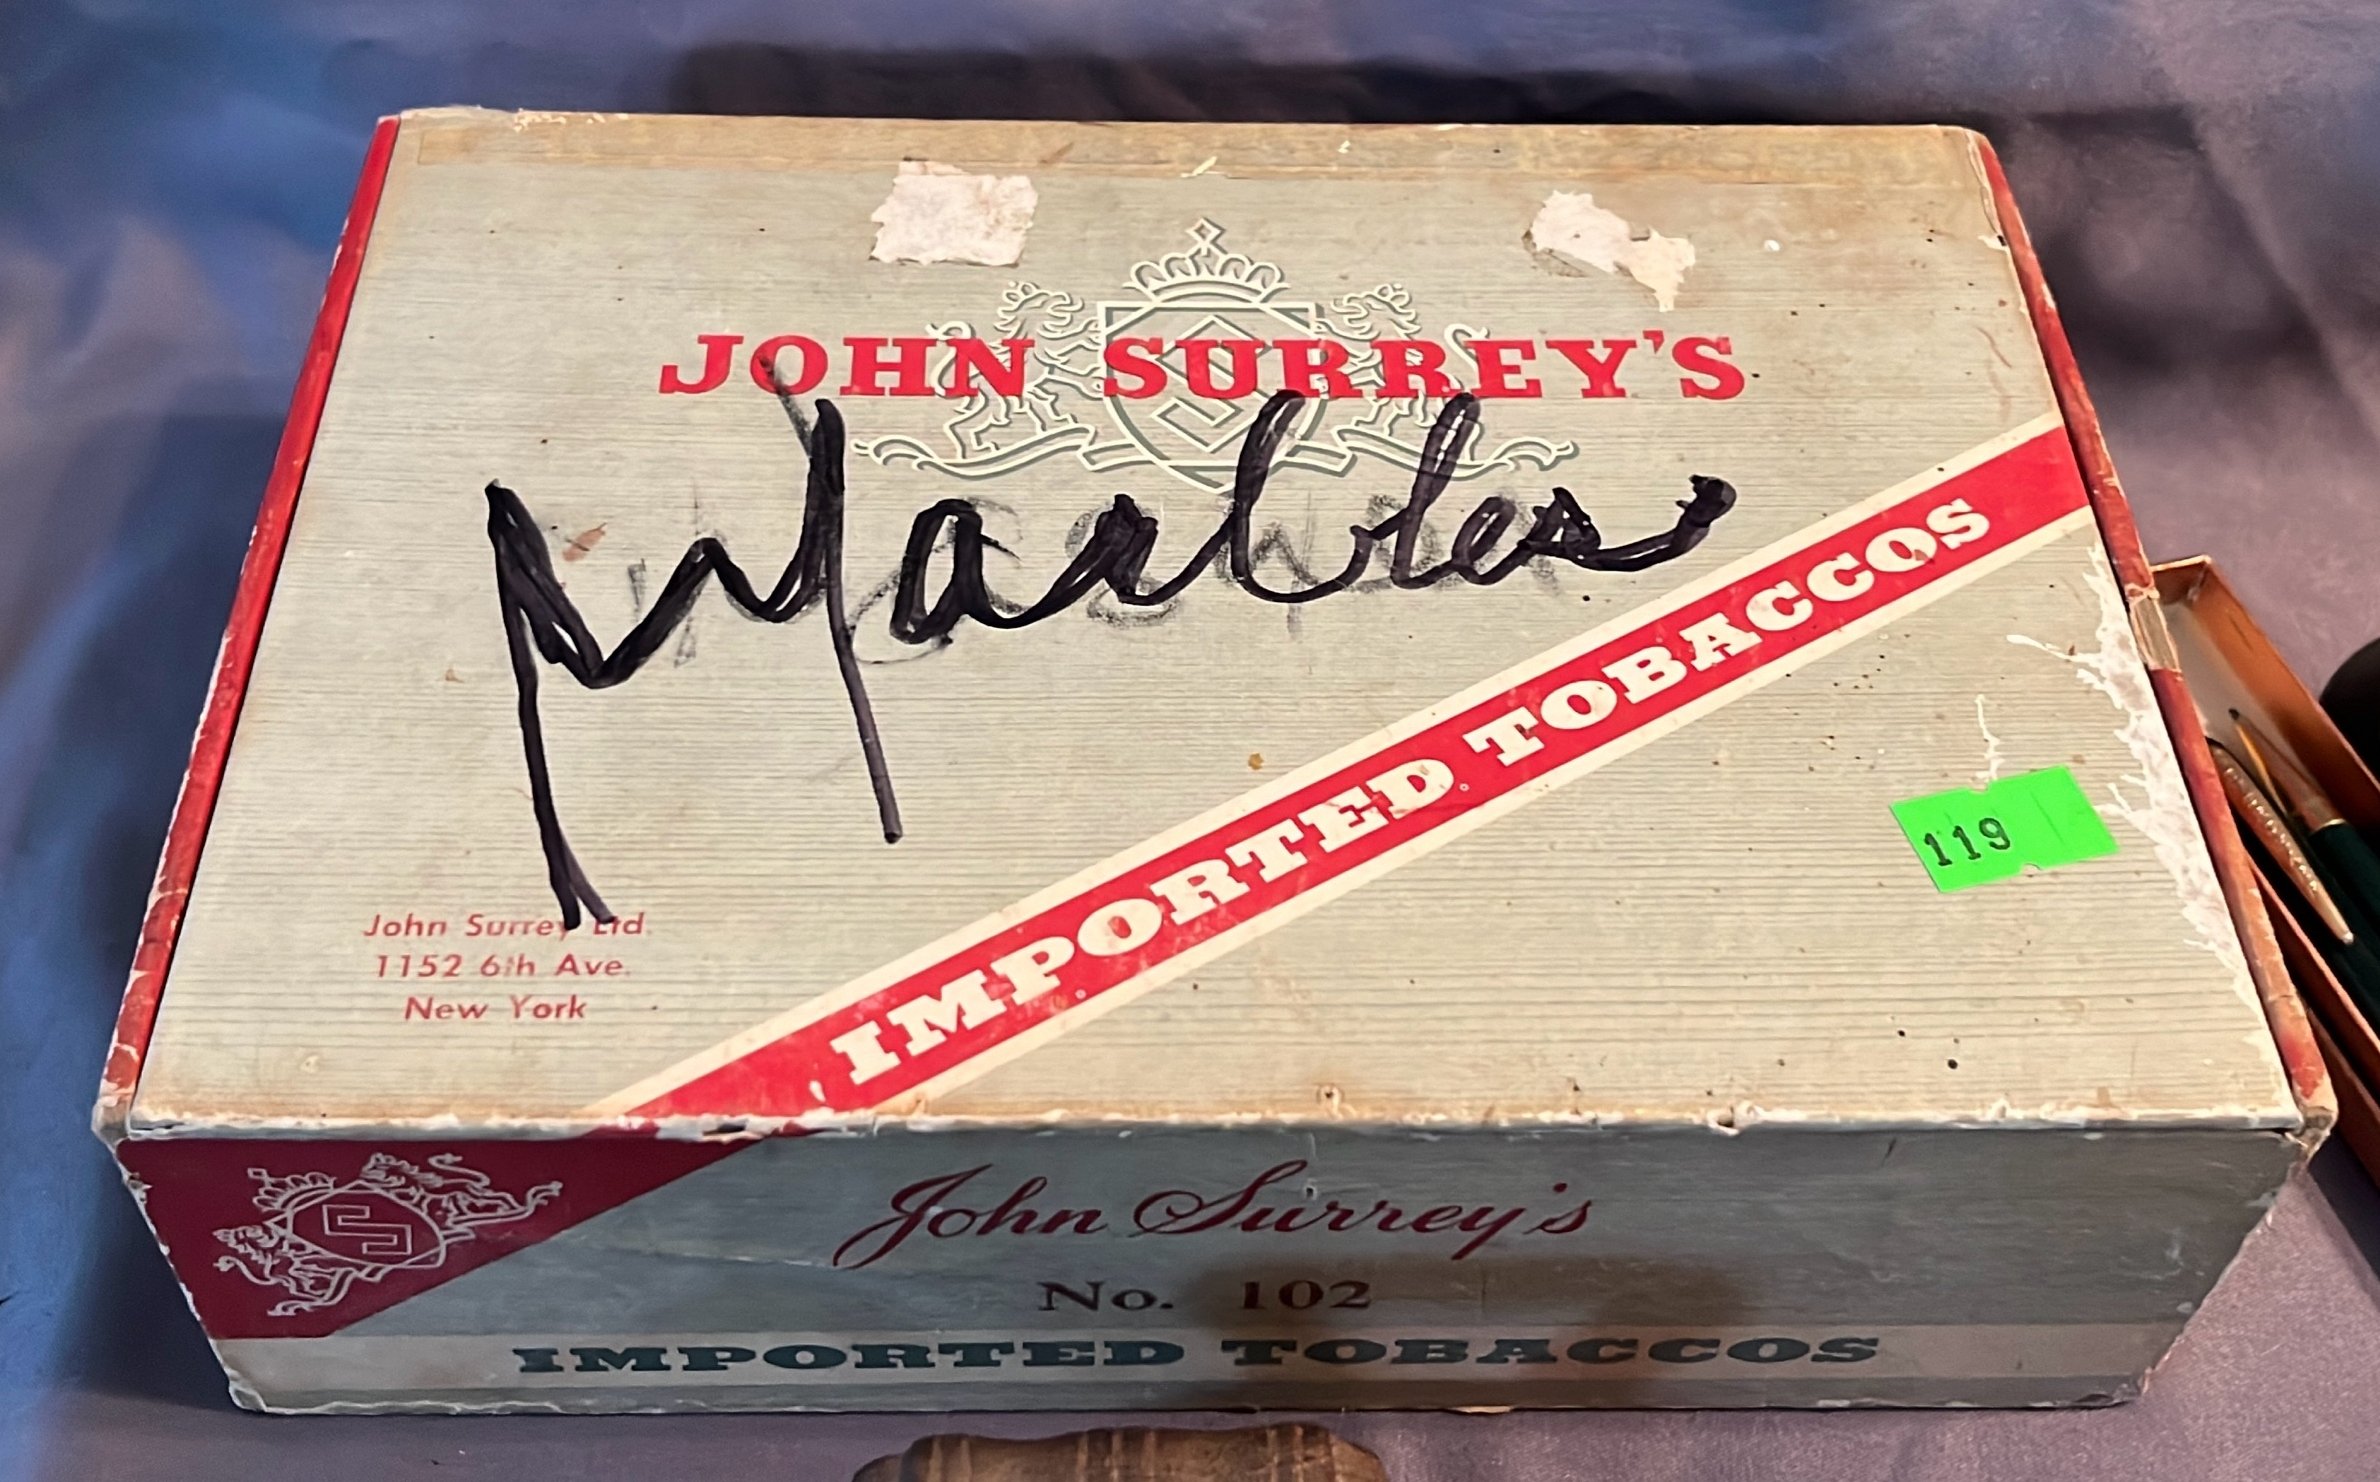 JOHN SURREY'S
Marbles
IMPORTED TOBACCOS
119
John Surrey Ltd.
1152 6th Ave.
New York
John Surrey's
No. 102
IMPORTED TOBACCOS